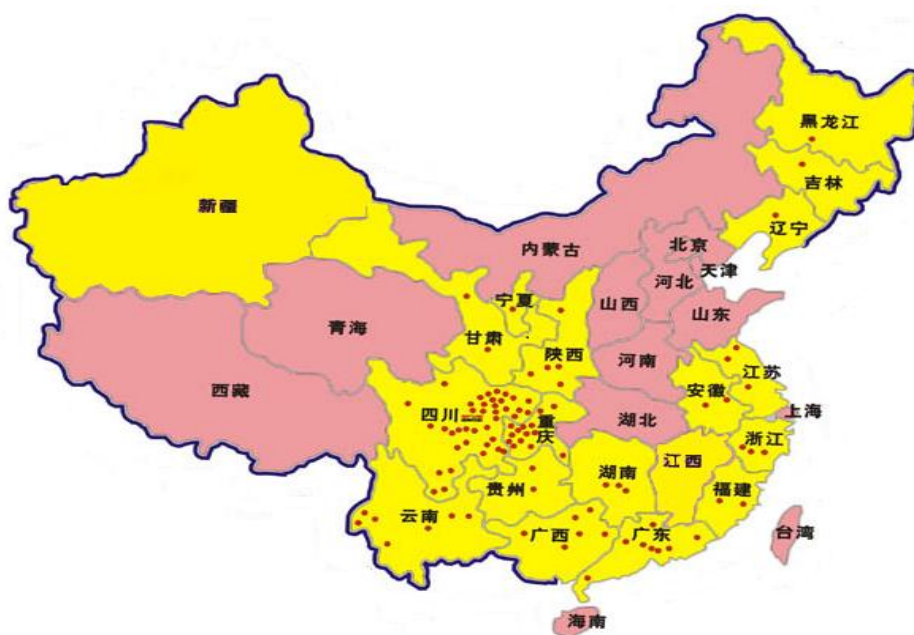 黑龙江
吉林
辽宁
新疆
内蒙古
北京
天津
河北
山西
山东
宁夏
青海
甘肃
陕西
河南
江苏
安徽
西藏
四川
重庆
湖北
上海
浙江
湖南
江西
贵州
福建
云南
广西
广东
台湾
海南